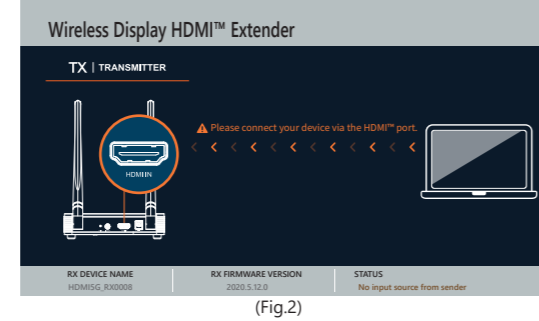 Wireless Display HDMI™ Extender
TX | TRANSMITTER
Please connect your device via the HDMI™ port.
HDMI IN
RX DEVICE NAME
HDMI5G_RX0008
RX FIRMWARE VERSION
2020.5.12.0
STATUS
No input source from sender
(Fig.2)